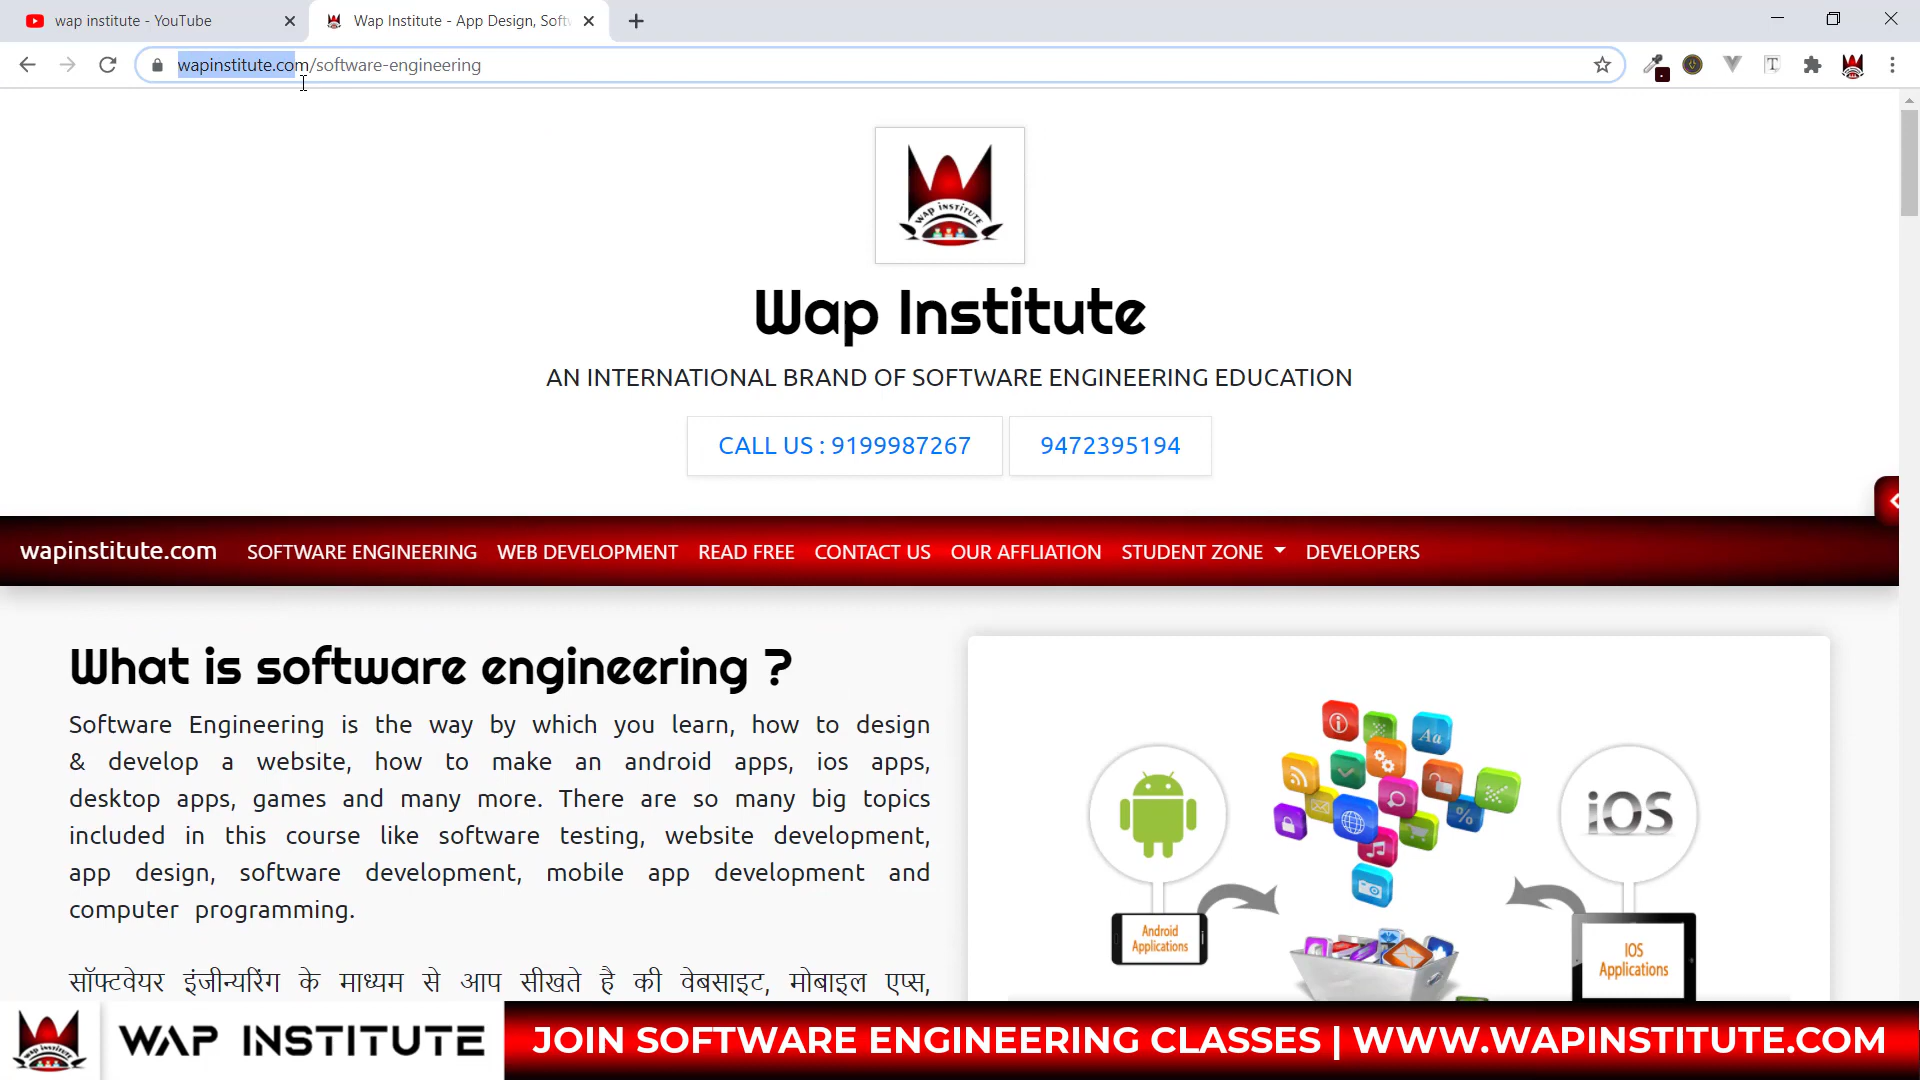 wap institute - YouTube
Wap Institute - App Design, Soft
wapinstitute.com/software-engineering
WAP INSTITUTE
Wap Institute
AN INTERNATIONAL BRAND OF SOFTWARE ENGINEERING EDUCATION
CALL US : 9199987267
9472395194
wapinstitute.com SOFTWARE ENGINEERING WEB DEVELOPMENT READ FREE CONTACT US OUR AFFLIATION STUDENT ZONE DEVELOPERS
What is software engineering ?
Software Engineering is the way by which you learn, how to design
& develop a website, how to make an android apps, ios apps,
desktop apps, games and many more. There are so many big topics
included in this course like software testing, website development,
app design, software development, mobile app development and
computer programming.
सॉफ्टवेयर इंजीन्यरिंग के माध्यम से आप सीखते है की वेबसाइट, मोबाइल एप्स,
Aa
%
iOS
Android
Applications
IOS
Applications
WAP INSTITUTE
JOIN SOFTWARE ENGINEERING CLASSES | WWW.WAPINSTITUTE.COM